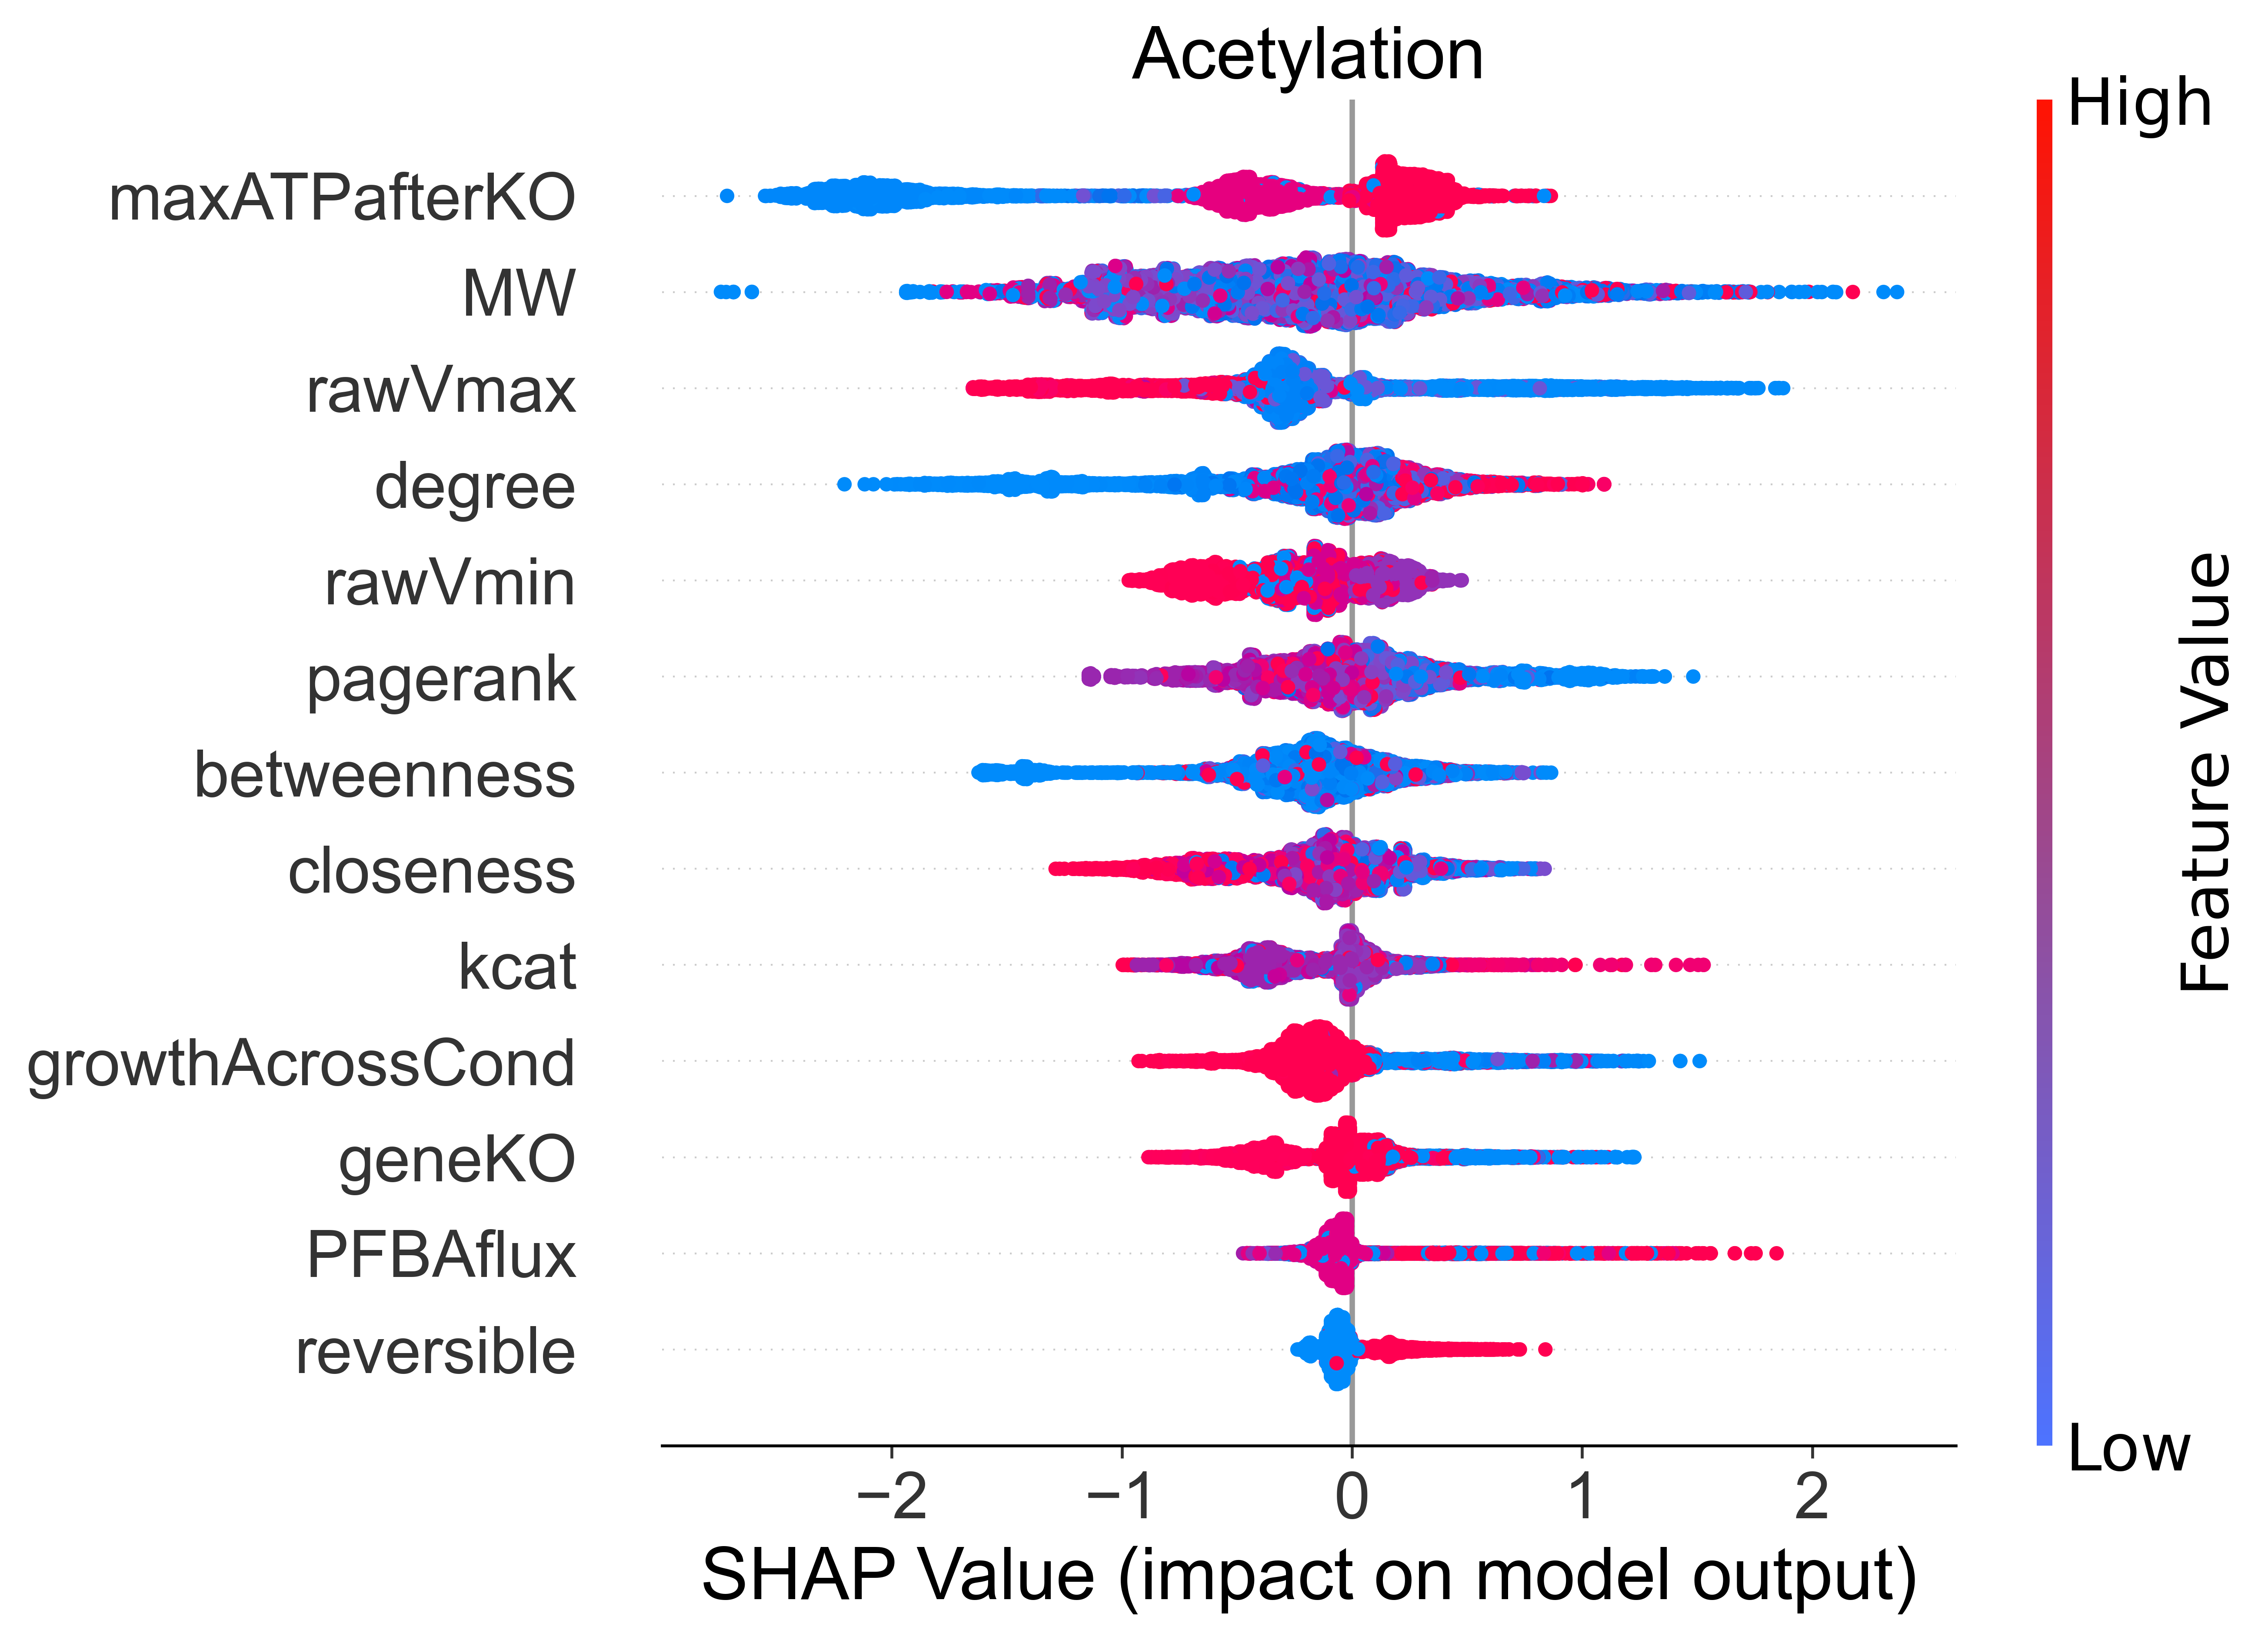 Acetylation
High
maxATPafterKO
MW
rawVmax
degree
rawVmin
pagerank
betweenness
closeness
kcat
growthAcrossCond
geneKO
PFBAflux
reversible
Feature Value
Low
−2
−1
0
1
2
SHAP Value (impact on model output)